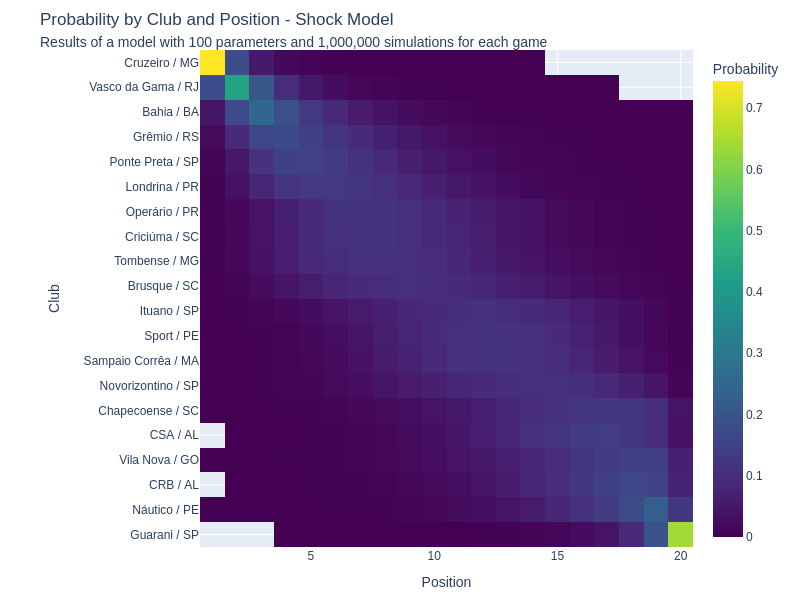 Probability by Club and Position - Shock Model
Results of a model with 100 parameters and 1,000,000 simulations for each game
Probability
Cruzeiro / MG
Vasco da Gama / RJ
Bahia / BA
Grêmio / RS
Ponte Preta / SP
Londrina / PR
Operário / PR
Criciúma / SC
Tombense / MG
Brusque / SC
Ituano / SP
Sport / PE
Sampaio Corrêa / MA
Novorizontino / SP
Chapecoense / SC
CSA / AL
Vila Nova / GO
CRB / AL
Náutico / PE
Guarani / SP
Club
5
10
15
20
Position
0.7
0.6
0.5
0.4
0.3
0.2
0.1
0